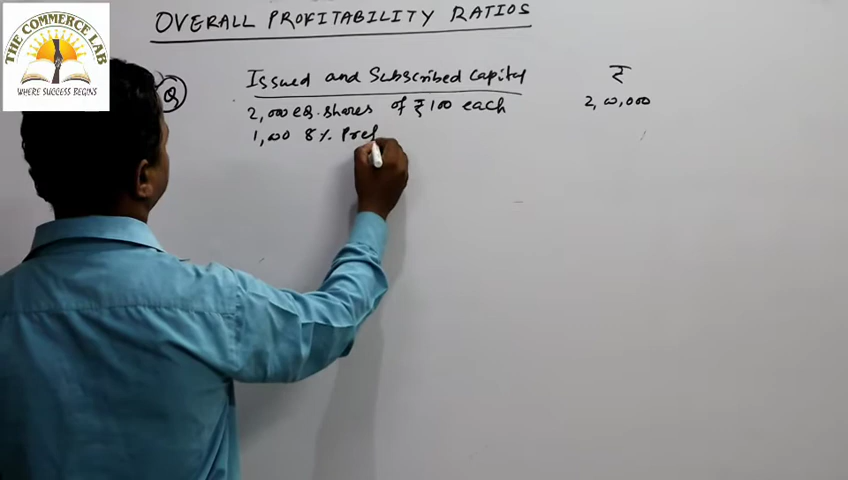 THE COMMERCE LAB
WHERE SUCCESS BEGINS
OVERALL PROFITABILITY RATIOS
Q
Issued and Subscribed Capital ₹
2,000 eq. shares of ₹100 each 2,00,000
1,000 8% Pref